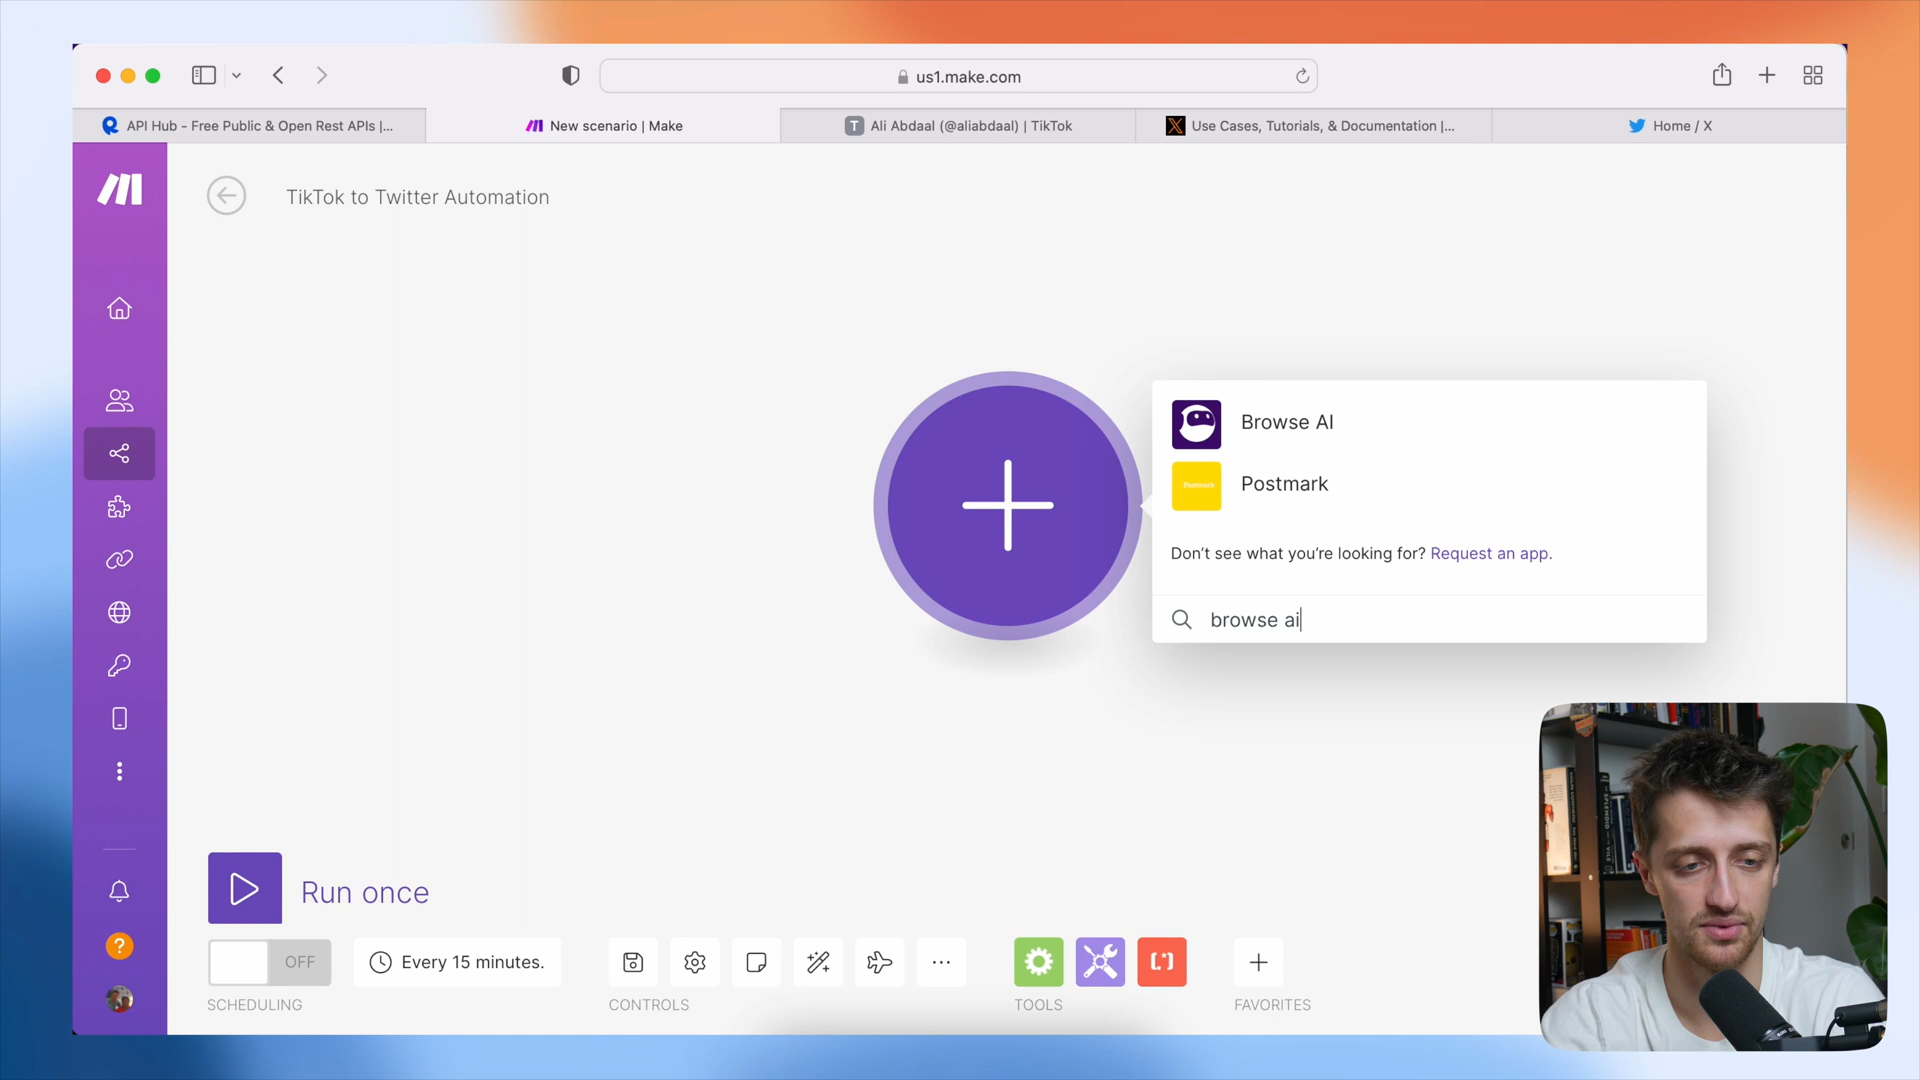 us1.make.com
API Hub - Free Public & Open Rest APIs |...
New scenario | Make
T Ali Abdaal (@aliabdaal) | TikTok
Use Cases, Tutorials, & Documentation |...
Home / X
TikTok to Twitter Automation
Browse AI
Postmark
Postmark
Don't see what you're looking for? Request an app.
browse ai
Run once
OFF
Every 15 minutes.
SCHEDULING
CONTROLS
TOOLS
FAVORITES